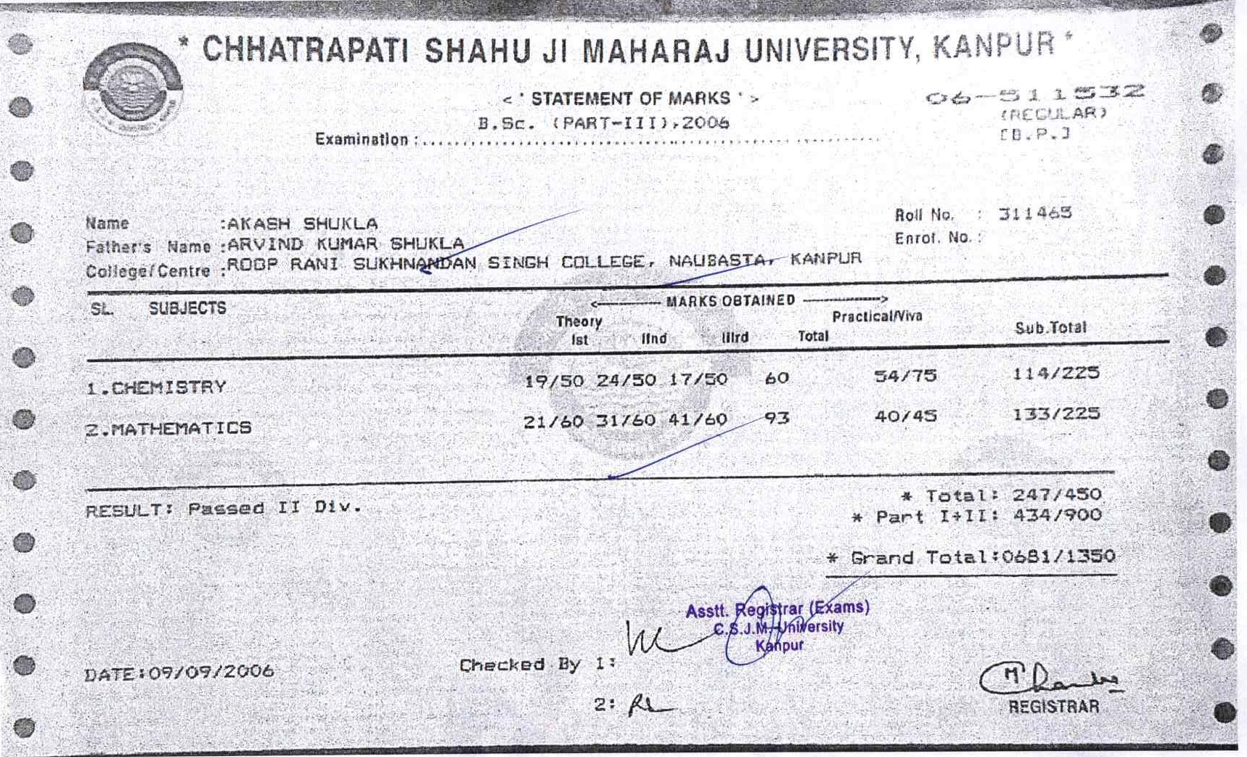 * CHHATRAPATI SHAHU JI MAHARAJ UNIVERSITY, KANPUR *
< * STATEMENT OF MARKS * >
06-511532
(REGULAR)
[B.P.]
Examination : B.Sc. (PART-III),2006
Name :AKASH SHUKLA
Roll No. : 311465
Father's Name :ARVIND KUMAR SHUKLA
Enrol. No. :
College/Centre :ROOP RANI SUKHNANDAN SINGH COLLEGE, NAUBASTA, KANPUR
SL. SUBJECTS
<---------- MARKS OBTAINED ---------->
Theory Practical/Viva
Ist IInd IIIrd Total Sub.Total
1.CHEMISTRY 19/50 24/50 17/50 60 54/75 114/225
2.MATHEMATICS 21/60 31/60 41/60 93 40/45 133/225
RESULT: Passed II Div.
* Total: 247/450
* Part I+II: 434/900
* Grand Total:0681/1350
Asstt. Registrar (Exams)
C.S.J.M. University
Kanpur
DATE:09/09/2006
Checked By 1:
2: RL
REGISTRAR